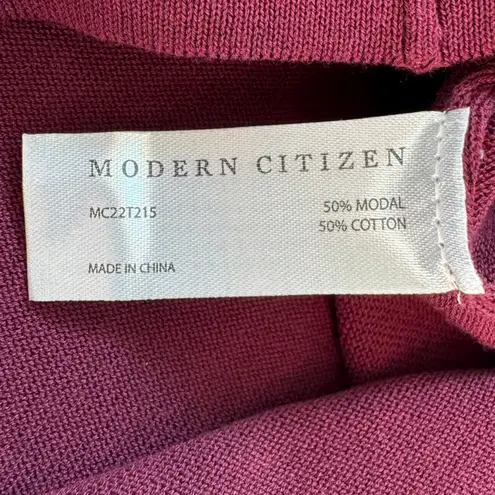 MODERN CITIZEN
MC22T215
50% MODAL
50% COTTON
MADE IN CHINA